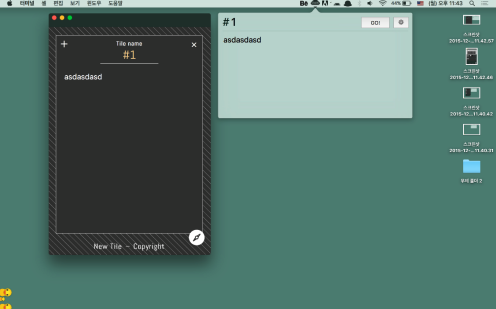 터미널 셸 편집 보기 윈도우 도움말
44% (월) 오후 11:43
Tile name
#1
asdasdasd
New Tile - Copyright
#1
GO!
asdasdasd
스크린샷
2015-12-...11.42.57
스크린샷
2015-12-...11.42.46
스크린샷
2015-12-...11.40.42
스크린샷
2015-12-...11.40.31
무제 폴더 2